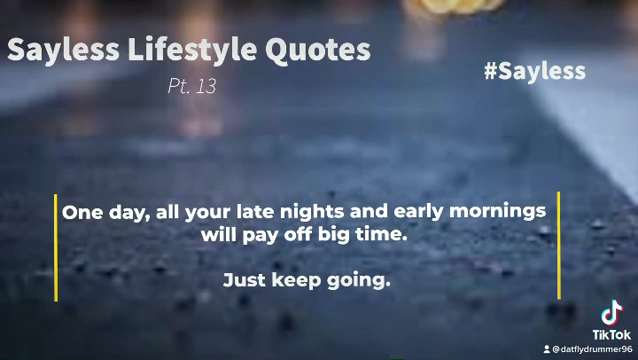 Sayless Lifestyle Quotes
Pt. 13
#Sayless
One day, all your late nights and early mornings
will pay off big time.
Just keep going.
TikTok
@datflydrummer96